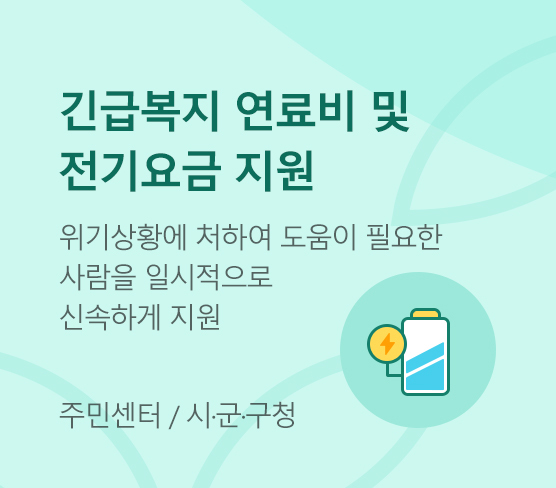 긴급복지 연료비 및
전기요금 지원
위기상황에 처하여 도움이 필요한
사람을 일시적으로
신속하게 지원
주민센터 / 시·군·구청